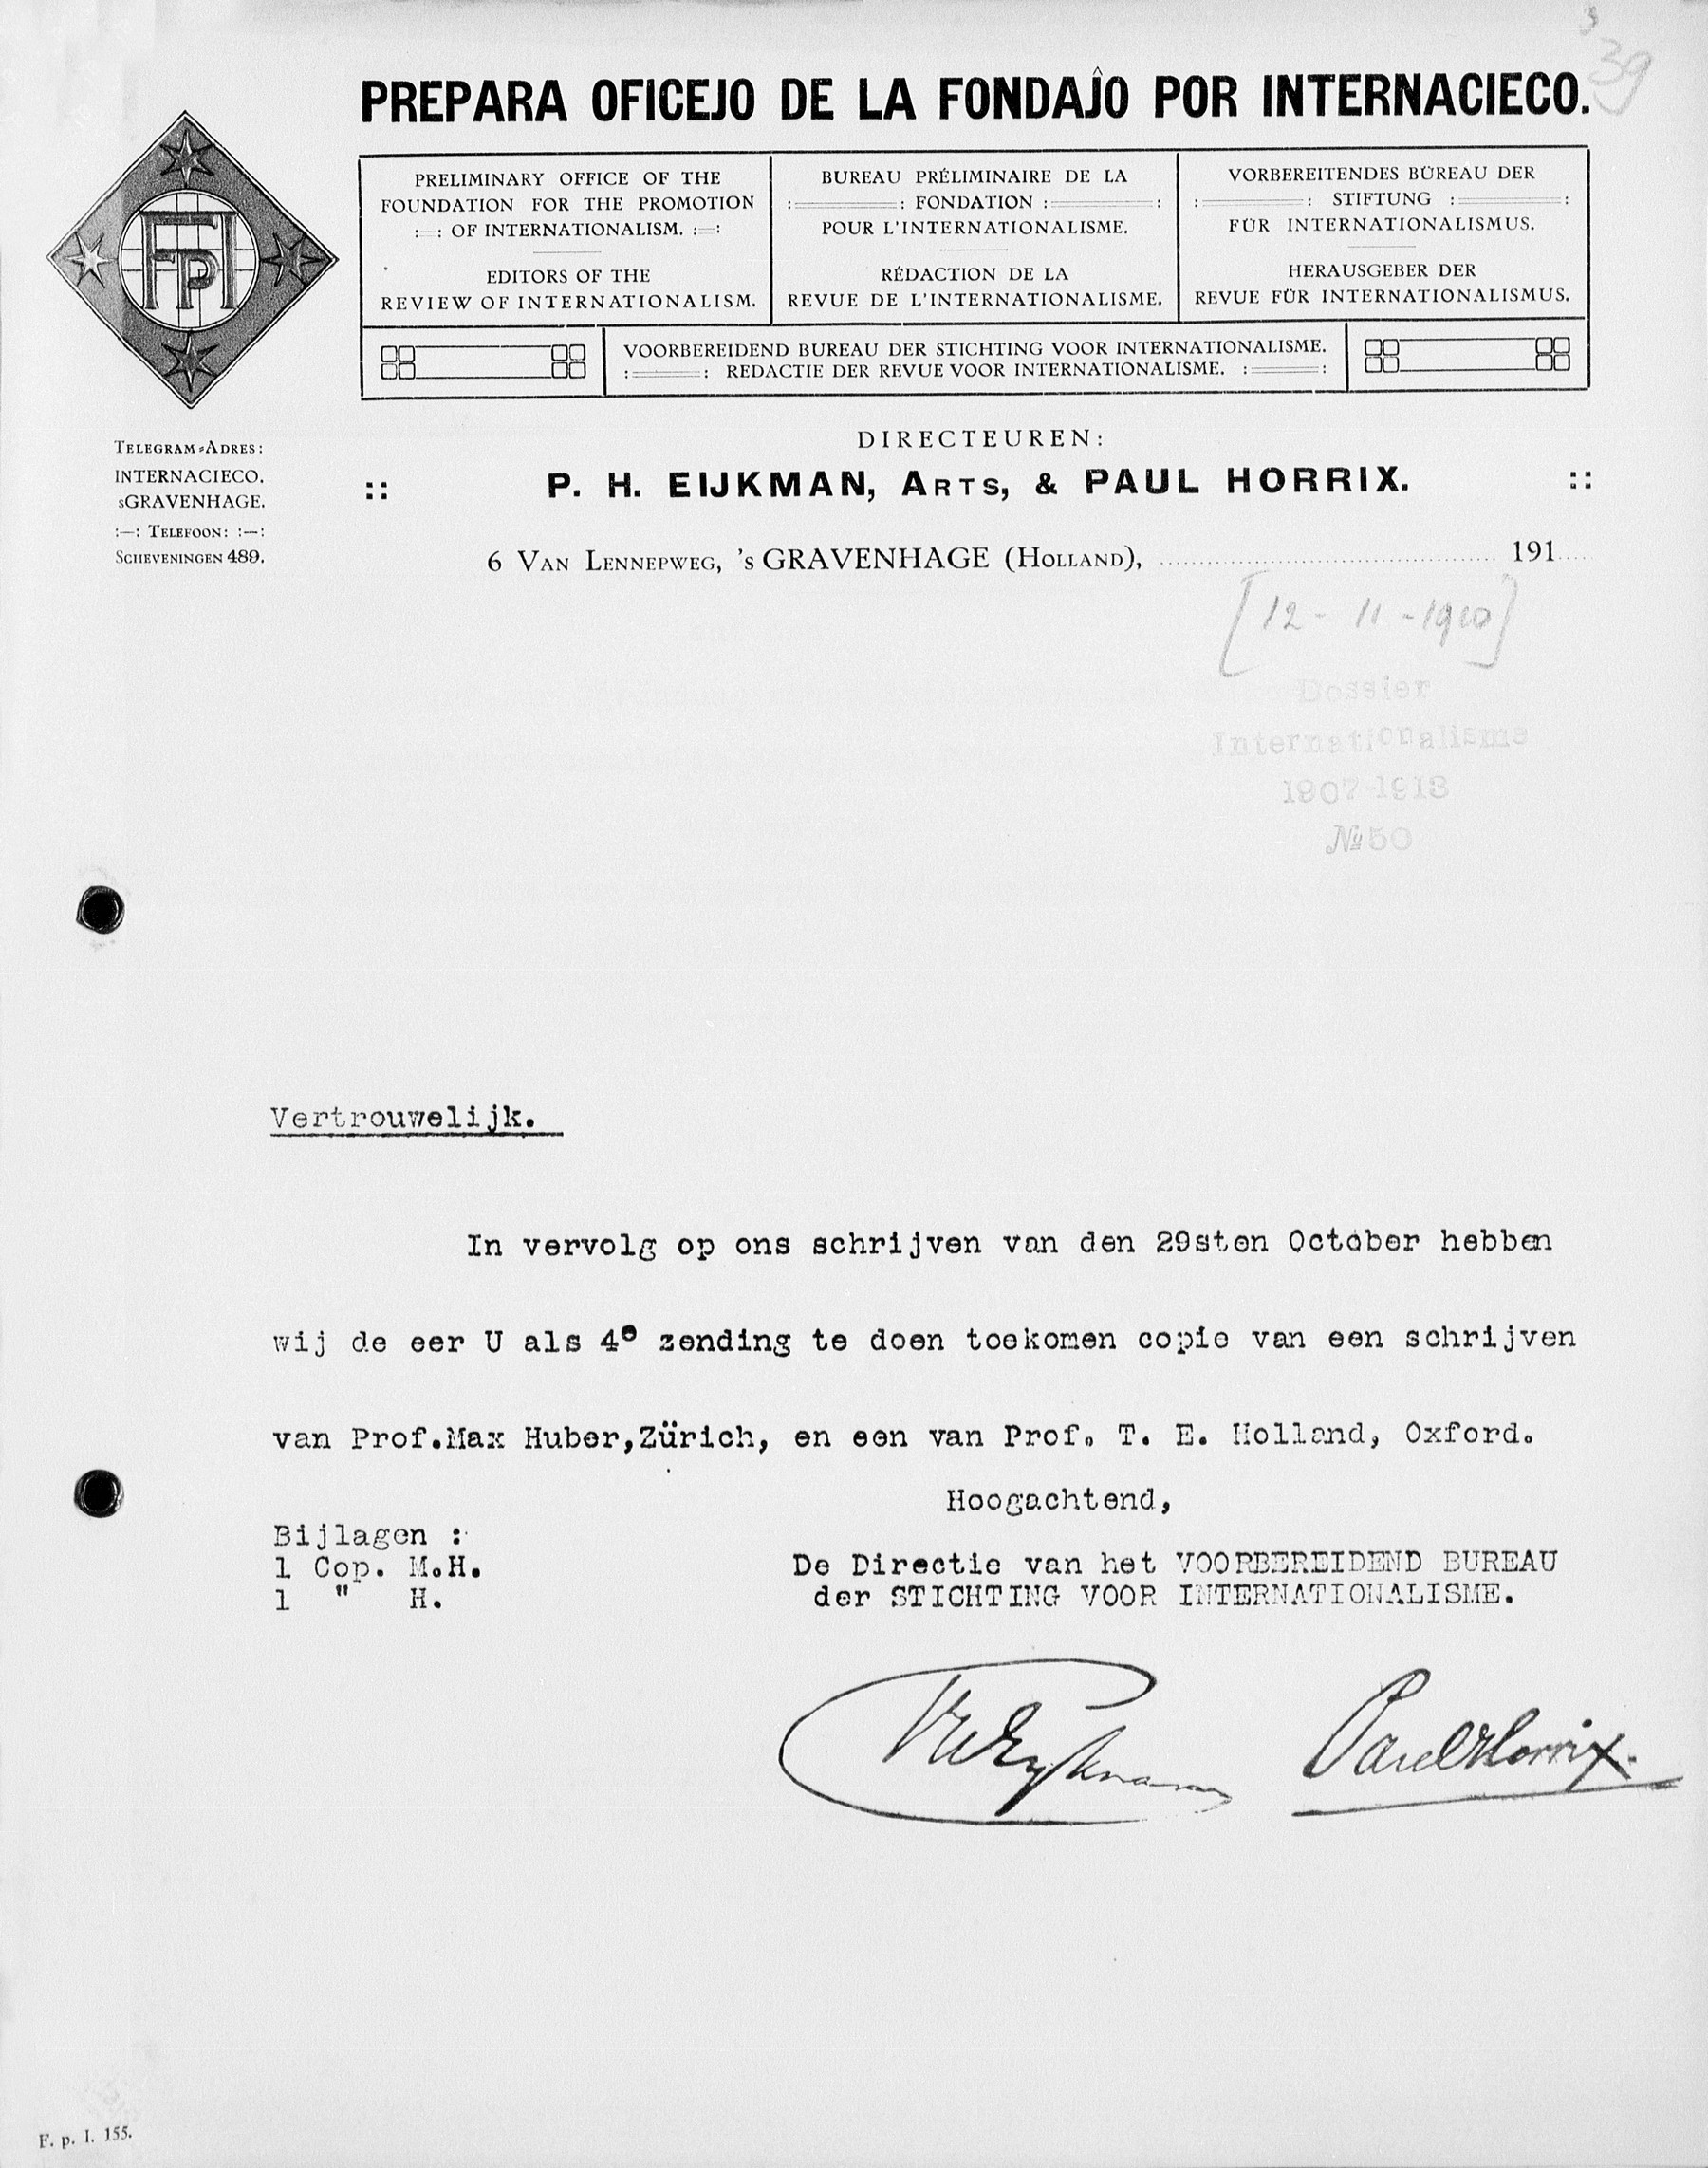 39
PREPARA OFICEJO DE LA FONDAĴO POR INTERNACIECO.
PRELIMINARY OFFICE OF THE
FOUNDATION FOR THE PROMOTION
OF INTERNATIONALISM.
EDITORS OF THE
REVIEW OF INTERNATIONALISM.
BUREAU PRÉLIMINAIRE DE LA
FONDATION
POUR L'INTERNATIONALISME.
RÉDACTION DE LA
REVUE DE L'INTERNATIONALISME.
VORBEREITENDES BÜREAU DER
STIFTUNG
FÜR INTERNATIONALISMUS.
HERAUSGEBER DER
REVUE FÜR INTERNATIONALISMUS.
VOORBEREIDEND BUREAU DER STICHTING VOOR INTERNATIONALISME.
REDACTIE DER REVUE VOOR INTERNATIONALISME.
FPI
TELEGRAM-ADRES:
INTERNACIECO.
sGRAVENHAGE.
:—: TELEFOON: :—:
SCHEVENINGEN 489.
DIRECTEUREN:
:: P. H. EIJKMAN, ARTS, & PAUL HORRIX. ::
6 VAN LENNEPWEG, 's GRAVENHAGE (HOLLAND), 191
[12-11-1910]
Dossier
Internationalisme
1907-1913
№ 50
Vertrouwelijk.
In vervolg op ons schrijven van den 29sten October hebben
wij de eer U als 4e zending te doen toekomen copie van een schrijven
van Prof.Max Huber,Zürich, en een van Prof. T. E. Holland, Oxford.
Hoogachtend,
Bijlagen :
1 Cop. M.H.
1 " H.
De Directie van het VOORBEREIDEND BUREAU
der STICHTING VOOR INTERNATIONALISME.
PHEijkman
Paul Horrix.
F. p. I. 155.